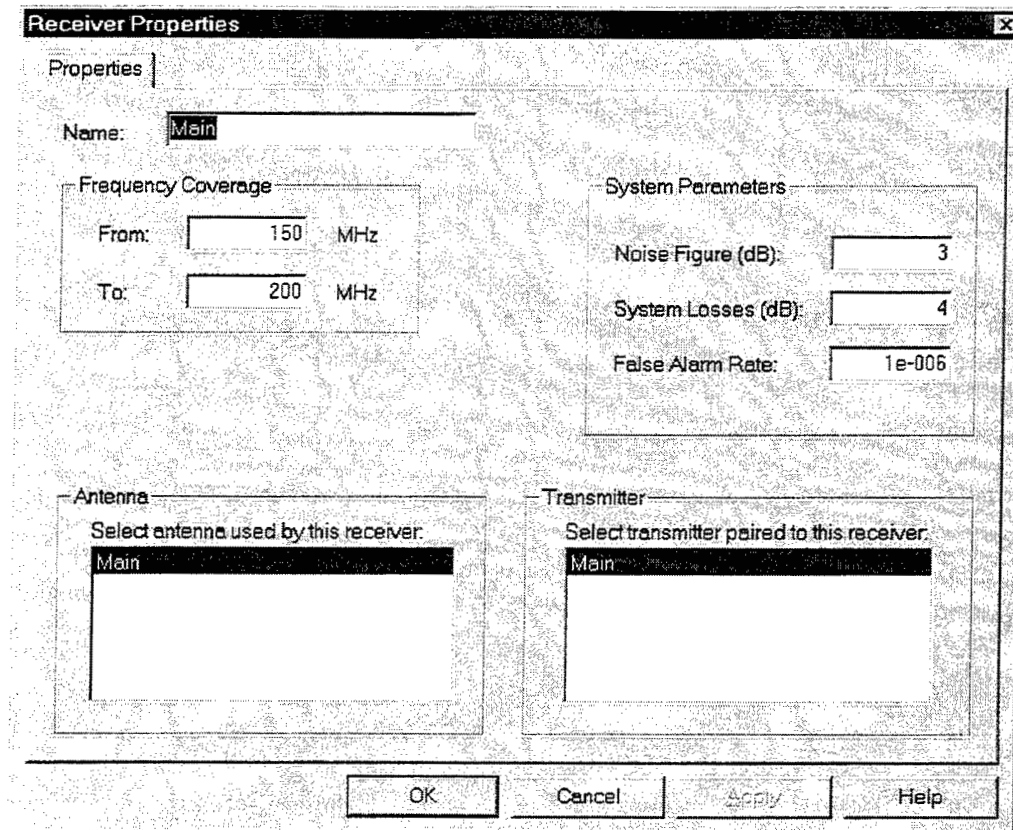 Receiver Properties
Properties
Name: Main
Frequency Coverage
From: 150 MHz
To: 200 MHz
System Parameters
Noise Figure (dB): 3
System Losses (dB): 4
False Alarm Rate: 1e-006
Antenna
Select antenna used by this receiver:
Main
Transmitter
Select transmitter paired to this receiver:
Main
OK Cancel Apply Help